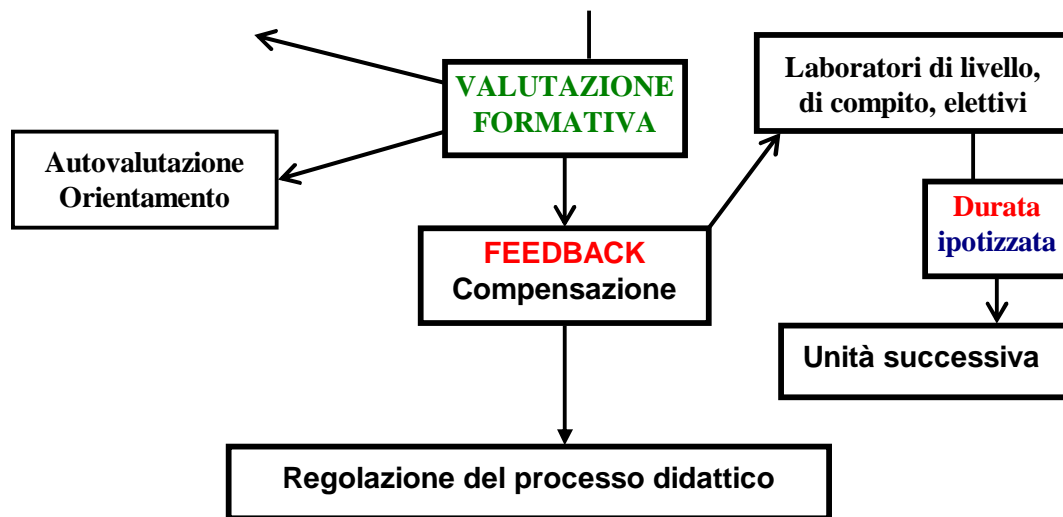 VALUTAZIONE
FORMATIVA
Laboratori di livello,
di compito, elettivi
Autovalutazione
Orientamento
Durata
ipotizzata
FEEDBACK
Compensazione
Unità successiva
Regolazione del processo didattico